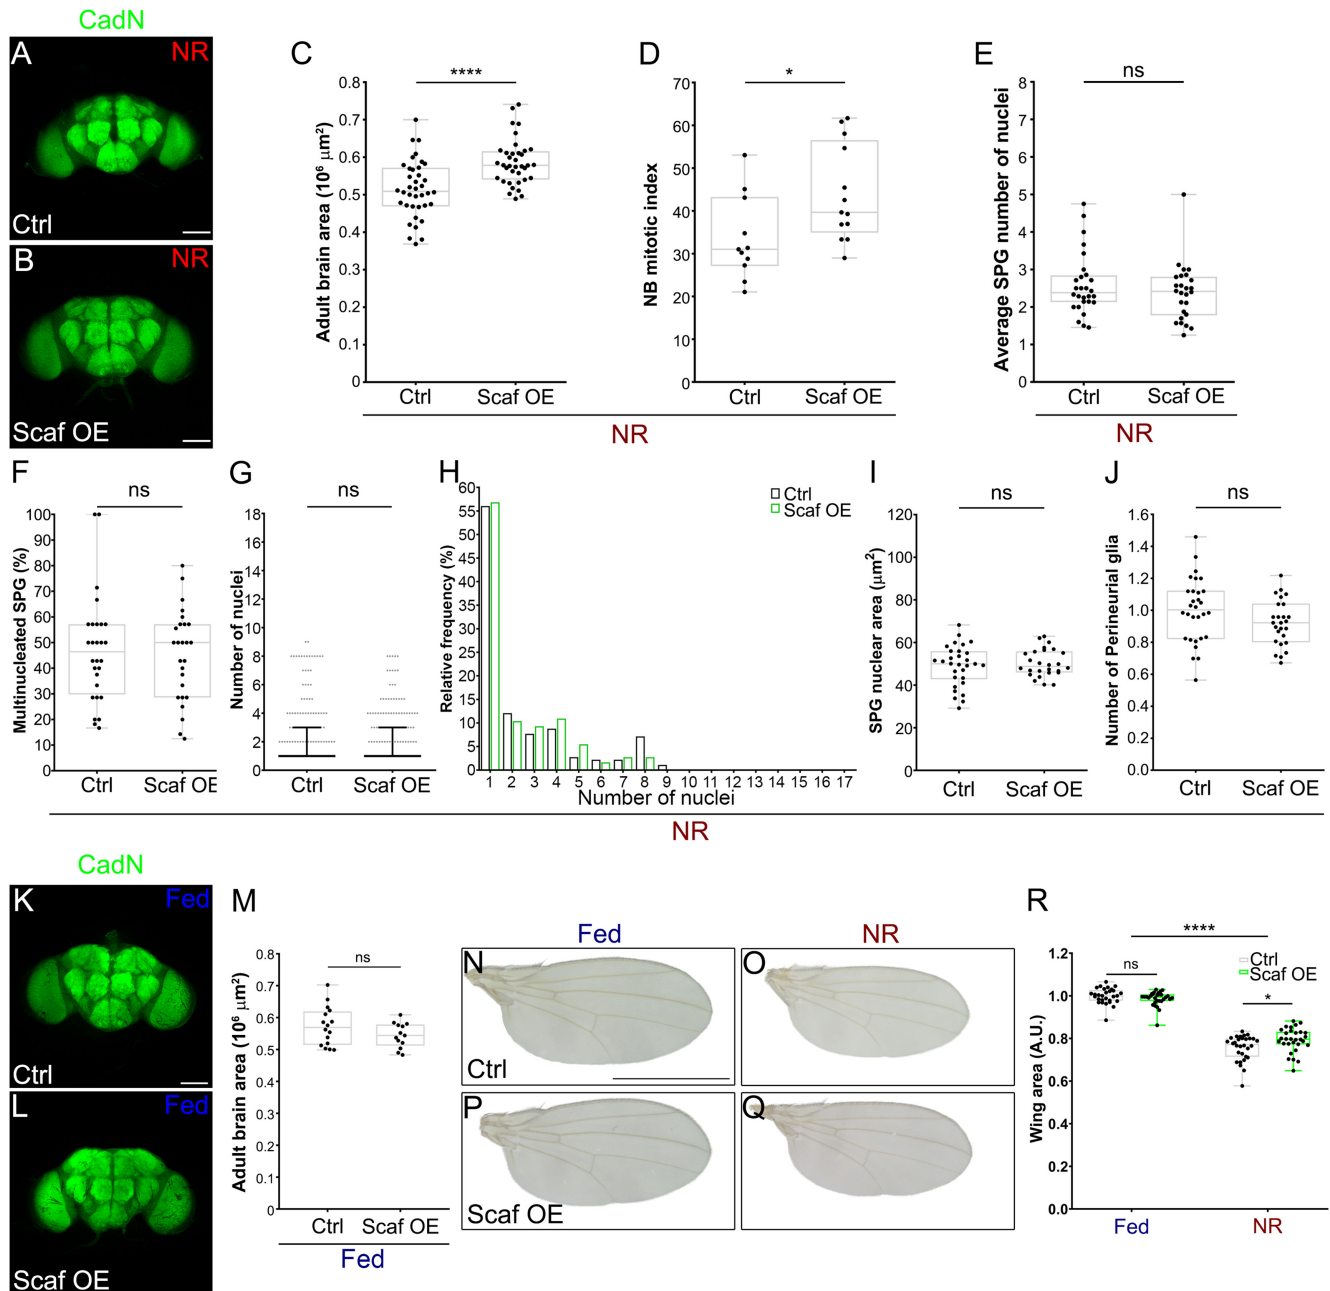 CadN
A NR
Ctrl
B NR
Scaf OE
C
****
Adult brain area (10⁶ µm²)
0.8
0.7
0.6
0.5
0.4
0.3
0.2
0.1
0
Ctrl Scaf OE
D
*
NB mitotic index
70
60
50
40
30
20
10
0
Ctrl Scaf OE
NR
E
ns
Average SPG number of nuclei
8
7
6
5
4
3
2
1
0
Ctrl Scaf OE
NR
F
ns
Multinucleated SPG (%)
100
90
80
70
60
50
40
30
20
10
0
Ctrl Scaf OE
G
ns
Number of nuclei
18
16
14
12
10
8
6
4
2
0
Ctrl Scaf OE
H
Relative frequency (%)
60
55
50
45
40
35
30
25
20
15
10
5
0
Ctrl
Scaf OE
1 2 3 4 5 6 7 8 9 10 11 12 13 14 15 16 17
Number of nuclei
I
ns
SPG nuclear area (µm²)
120
100
80
60
40
20
0
Ctrl Scaf OE
J
ns
Number of Perineurial glia
1.6
1.4
1.2
1.0
0.8
0.6
0.4
0.2
0.0
Ctrl Scaf OE
NR
CadN
K Fed
Ctrl
L Fed
Scaf OE
M
ns
Adult brain area (10⁶ µm²)
0.8
0.7
0.6
0.5
0.4
0.3
0.2
0.1
0
Ctrl Scaf OE
Fed
Fed NR
N
Ctrl
O
P
Scaf OE
Q
R
****
Ctrl
Scaf OE
ns
*
Wing area (A.U.)
1.2
1.0
0.8
0.6
0.4
0.2
0.0
Fed NR